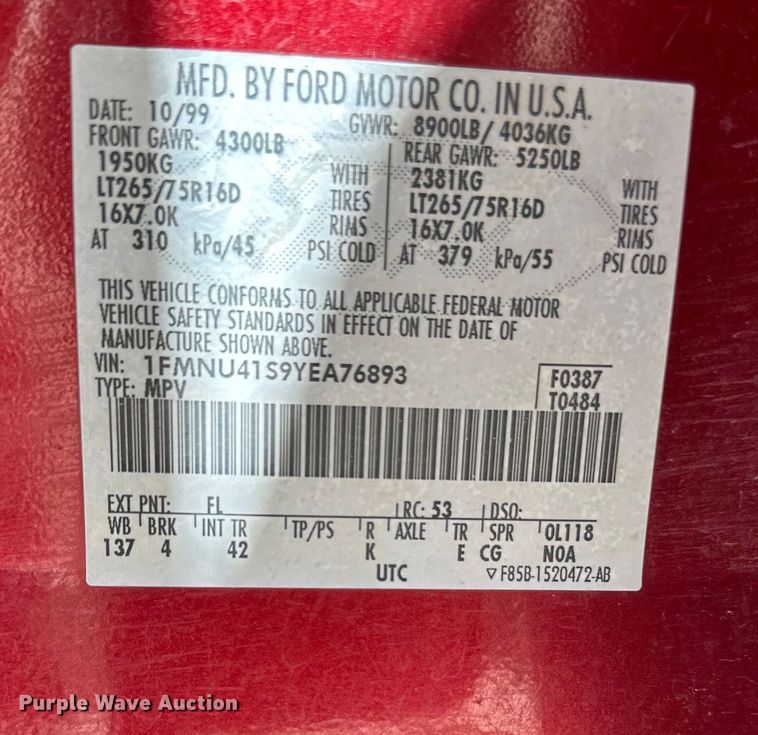 MFD. BY FORD MOTOR CO. IN U.S.A.
DATE: 10/99 GVWR: 8900LB/ 4036KG
FRONT GAWR: 4300LB REAR GAWR: 5250LB
1950KG WITH 2381KG WITH
LT265/75R16D TIRES LT265/75R16D TIRES
16X7.0K RIMS 16X7.0K RIMS
AT 310 kPa/45 PSI COLD AT 379 kPa/55 PSI COLD
THIS VEHICLE CONFORMS TO ALL APPLICABLE FEDERAL MOTOR
VEHICLE SAFETY STANDARDS IN EFFECT ON THE DATE OF
MANUFACTURE SHOWN ABOVE.
VIN: 1FMNU41S9YEA76893 F0387
TYPE: MPV T0484
EXT PNT: FL RC: 53 DSO:
WB BRK INT TR TP/PS R AXLE TR SPR OL118
137 4 42 K E CG NOA
UTC ▽ F85B-1520472-AB
Purple Wave Auction